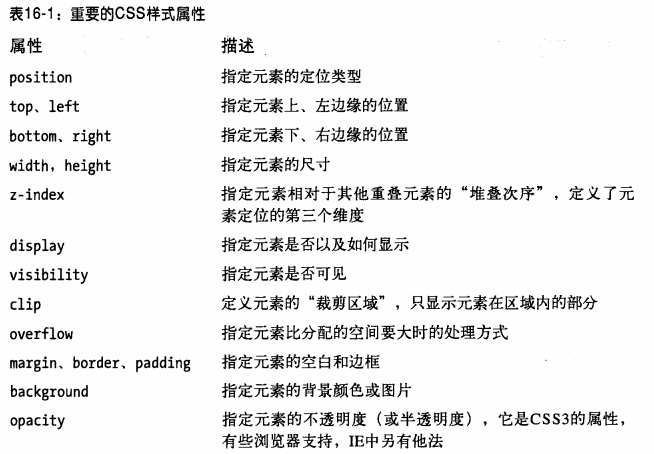 表16-1：重要的CSS样式属性
属性 描述
position 指定元素的定位类型
top、left 指定元素上、左边缘的位置
bottom、right 指定元素下、右边缘的位置
width，height 指定元素的尺寸
z-index 指定元素相对于其他重叠元素的“堆叠次序”，定义了元
素定位的第三个维度
display 指定元素是否以及如何显示
visibility 指定元素是否可见
clip 定义元素的“裁剪区域”，只显示元素在区域内的部分
overflow 指定元素比分配的空间要大时的处理方式
margin、border、padding 指定元素的空白和边框
background 指定元素的背景颜色或图片
opacity 指定元素的不透明度（或半透明度），它是CSS3的属性，
有些浏览器支持，IE中另有他法